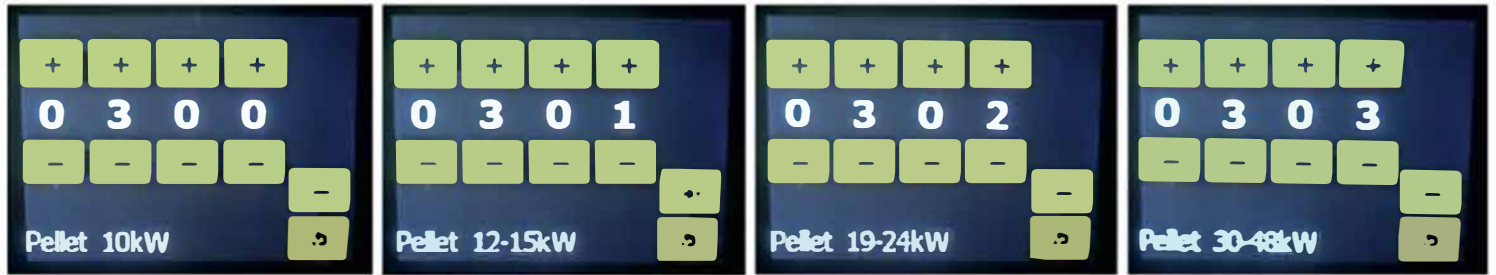 + + + +
0 3 0 0
- - - -
-
Pellet 10kW
+ + + +
0 3 0 1
- - - -
Pellet 12-15kW
+ + + +
0 3 0 2
- - - -
-
Pellet 19-24kW
+ + + +
0 3 0 3
- - - -
-
Pellet 30-48kW